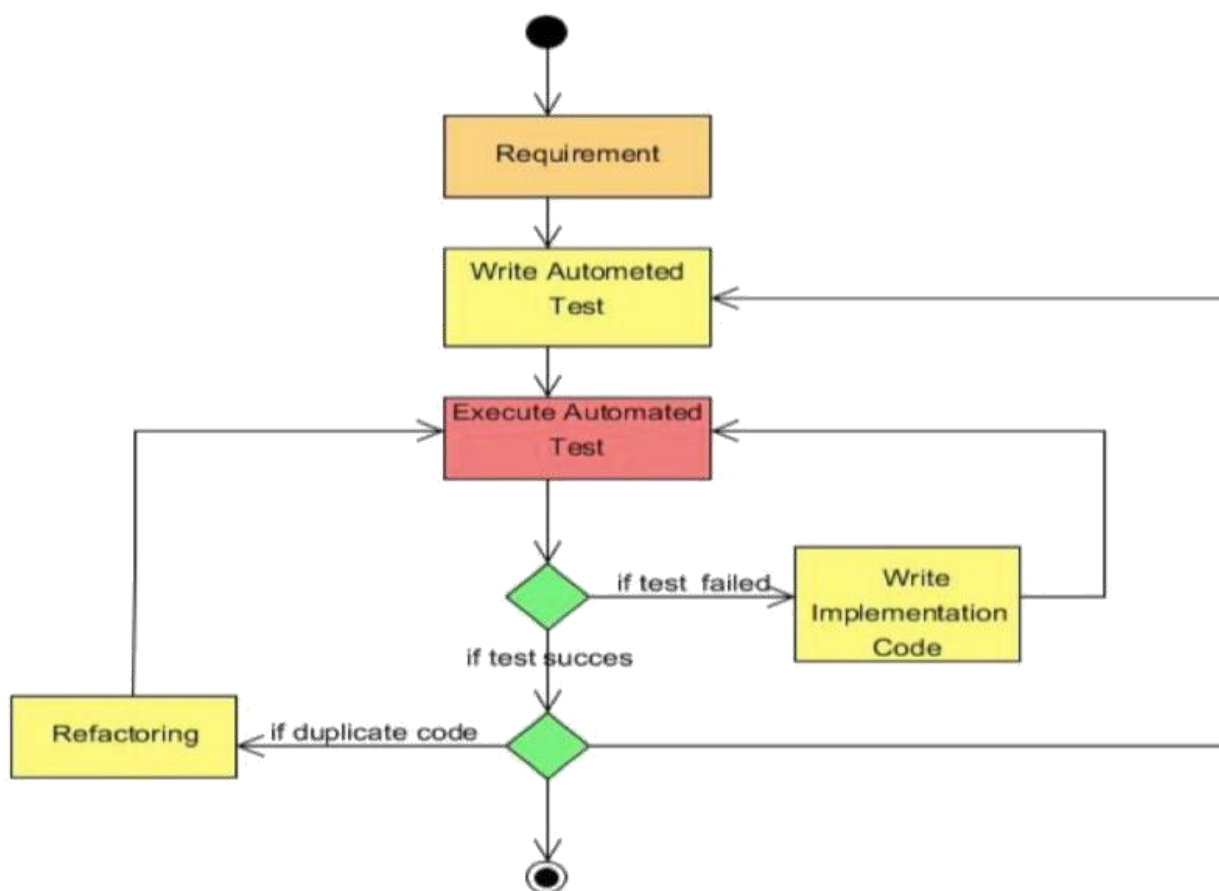 Requirement
Write Autometed
Test
Execute Automated
Test
if test  failed
Write
Implementation
Code
if test succes
Refactoring
if duplicate code